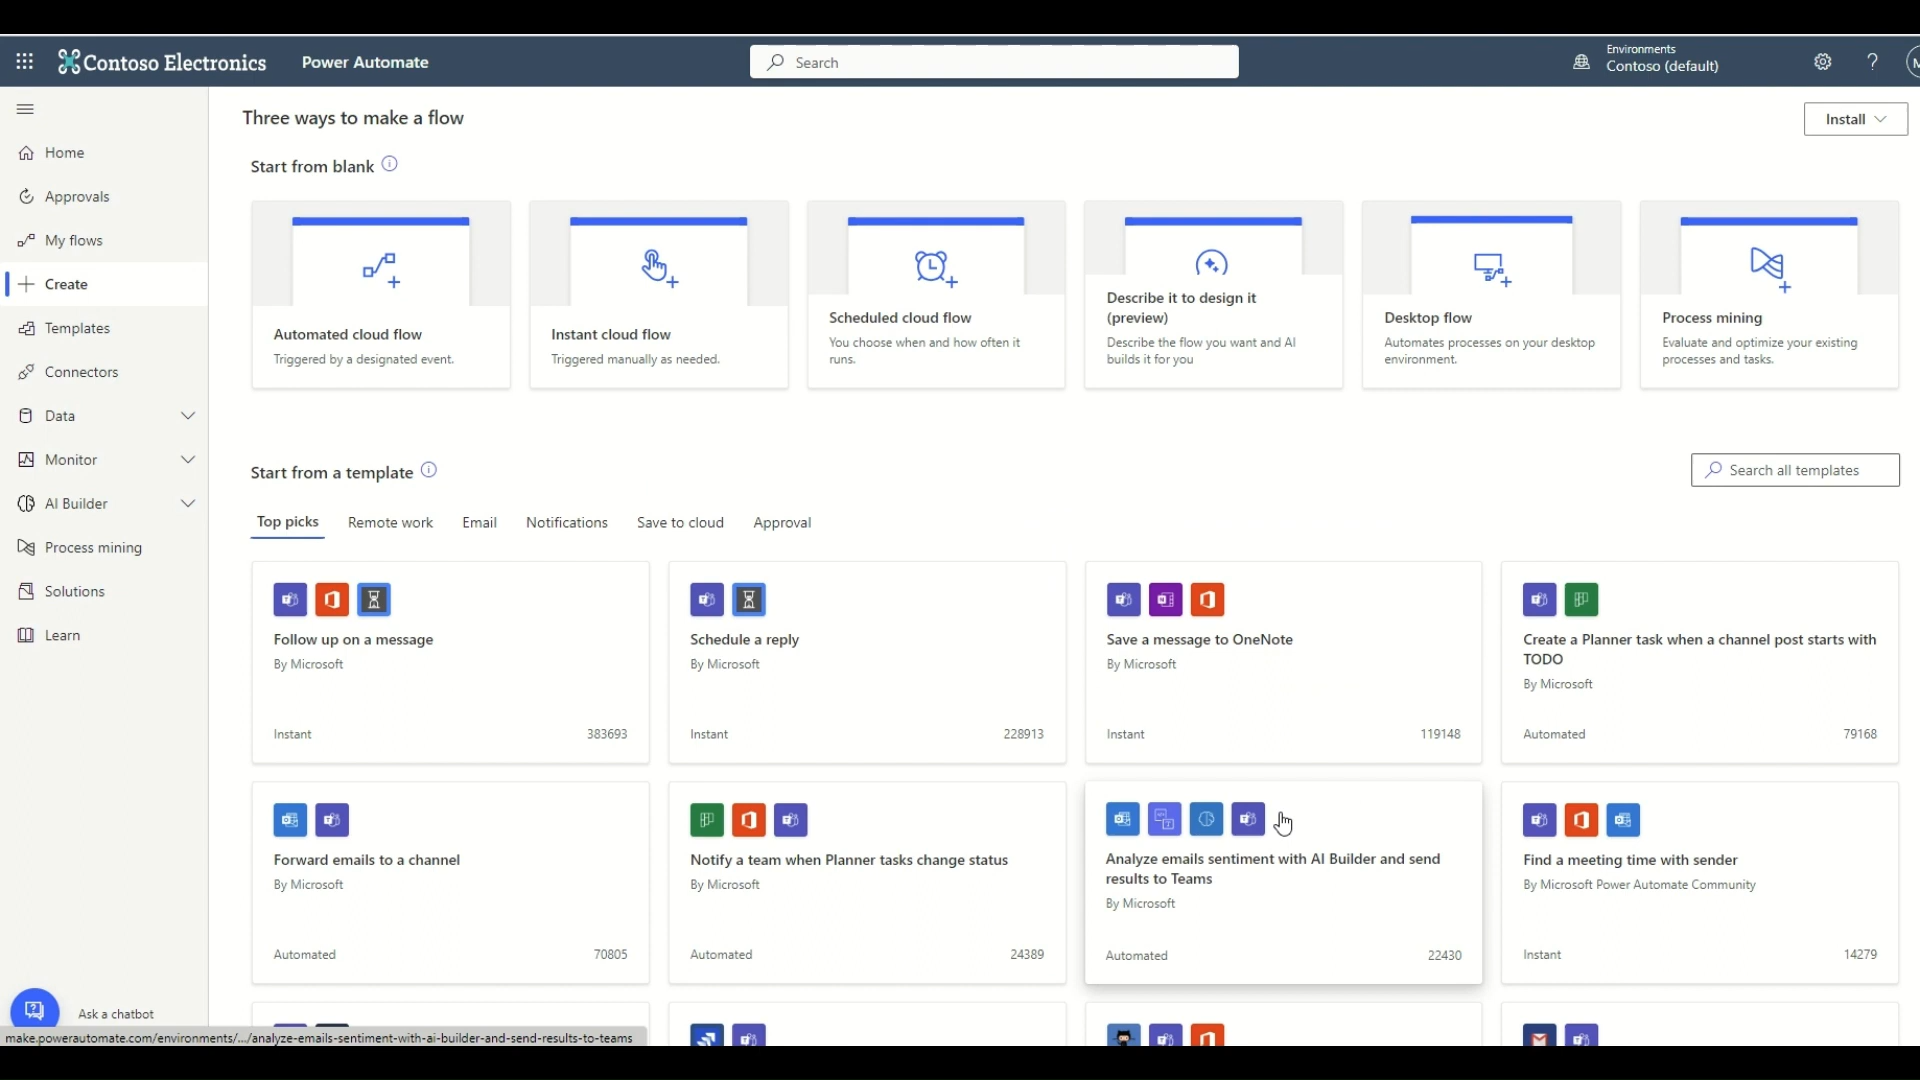 Contoso Electronics
Power Automate
Search
Environments
Contoso (default)
?
M
Home
Approvals
My flows
Create
Templates
Connectors
Data
Monitor
AI Builder
Process mining
Solutions
Learn
Ask a chatbot
Three ways to make a flow
Install
Start from blank
Automated cloud flow
Triggered by a designated event.
Instant cloud flow
Triggered manually as needed.
Scheduled cloud flow
You choose when and how often it
runs.
Describe it to design it
(preview)
Describe the flow you want and AI
builds it for you
Desktop flow
Automates processes on your desktop
environment.
Process mining
Evaluate and optimize your existing
processes and tasks.
Start from a template
Search all templates
Top picks
Remote work
Email
Notifications
Save to cloud
Approval
Follow up on a message
By Microsoft
Instant
383693
Schedule a reply
By Microsoft
Instant
228913
Save a message to OneNote
By Microsoft
Instant
119148
Create a Planner task when a channel post starts with
TODO
By Microsoft
Automated
79168
Forward emails to a channel
By Microsoft
Automated
70805
Notify a team when Planner tasks change status
By Microsoft
Automated
24389
Analyze emails sentiment with AI Builder and send
results to Teams
By Microsoft
Automated
22430
Find a meeting time with sender
By Microsoft Power Automate Community
Instant
14279
make.powerautomate.com/environments/.../analyze-emails-sentiment-with-ai-builder-and-send-results-to-teams